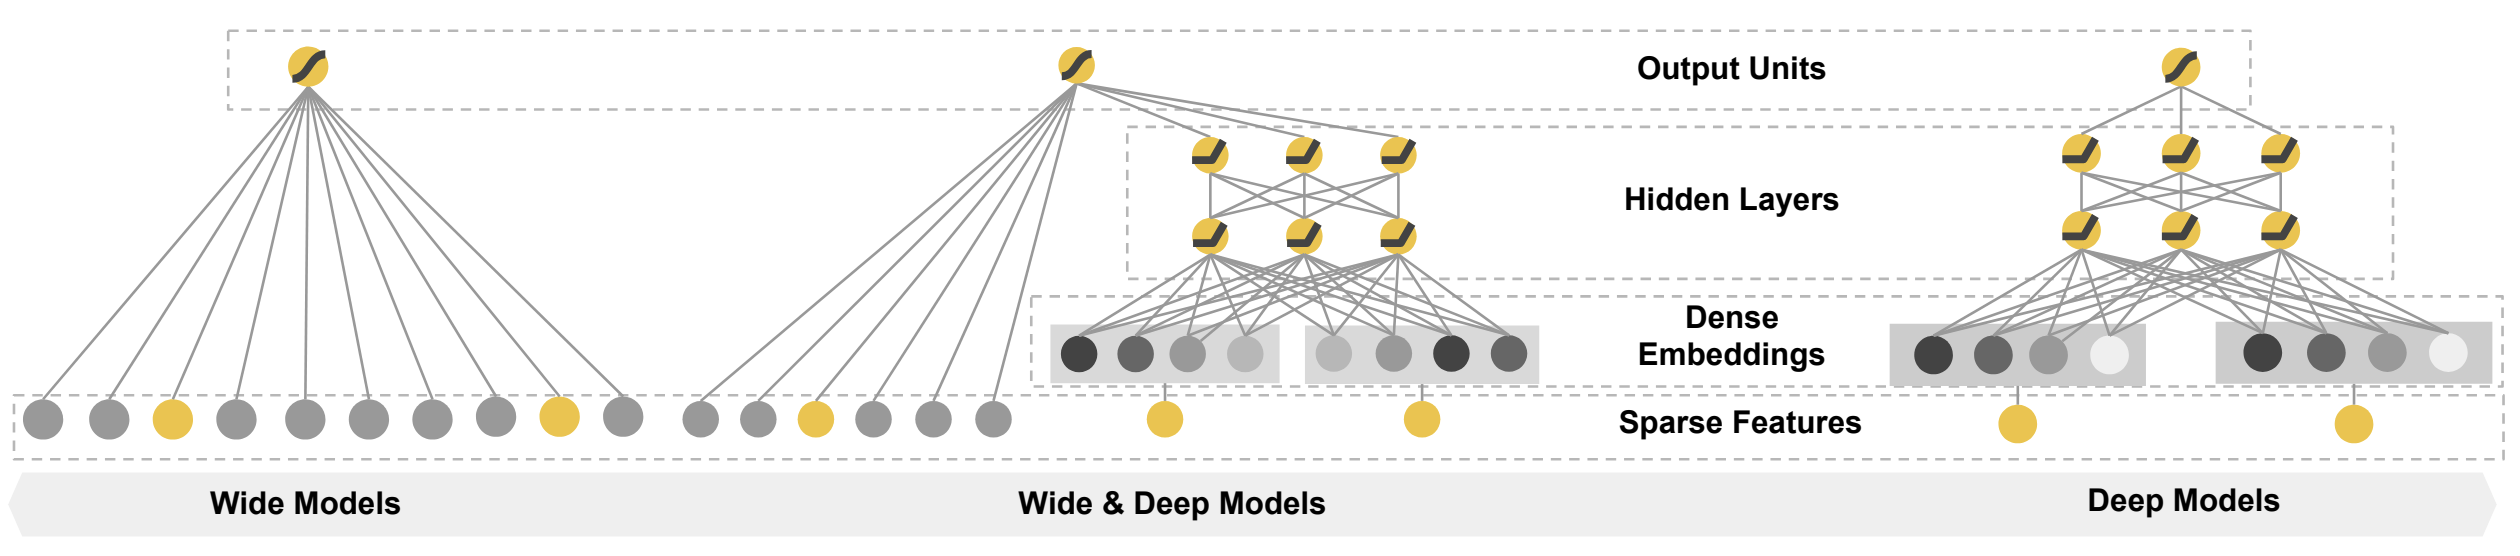 Output Units
Hidden Layers
Dense
Embeddings
Sparse Features
Wide Models
Wide & Deep Models
Deep Models